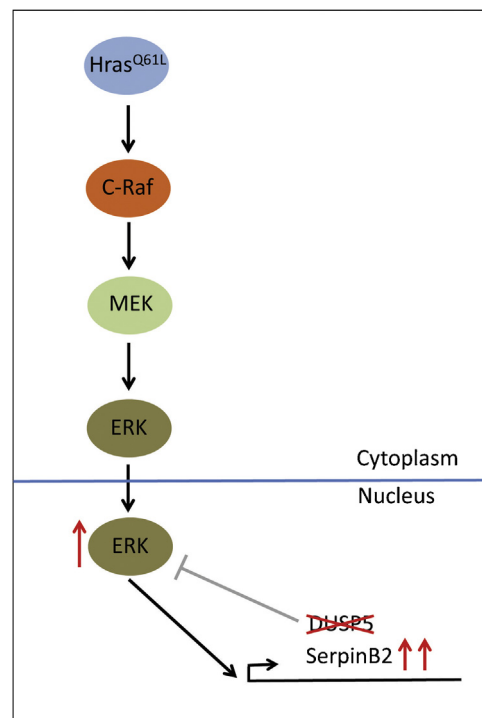 Hras^Q61L
C-Raf
MEK
ERK
Cytoplasm
Nucleus
ERK
DUSP5
SerpinB2